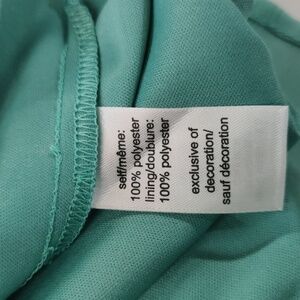 self/même:
100% polyester
lining/doublure:
100% polyester
exclusive of
decoration/
sauf décoration